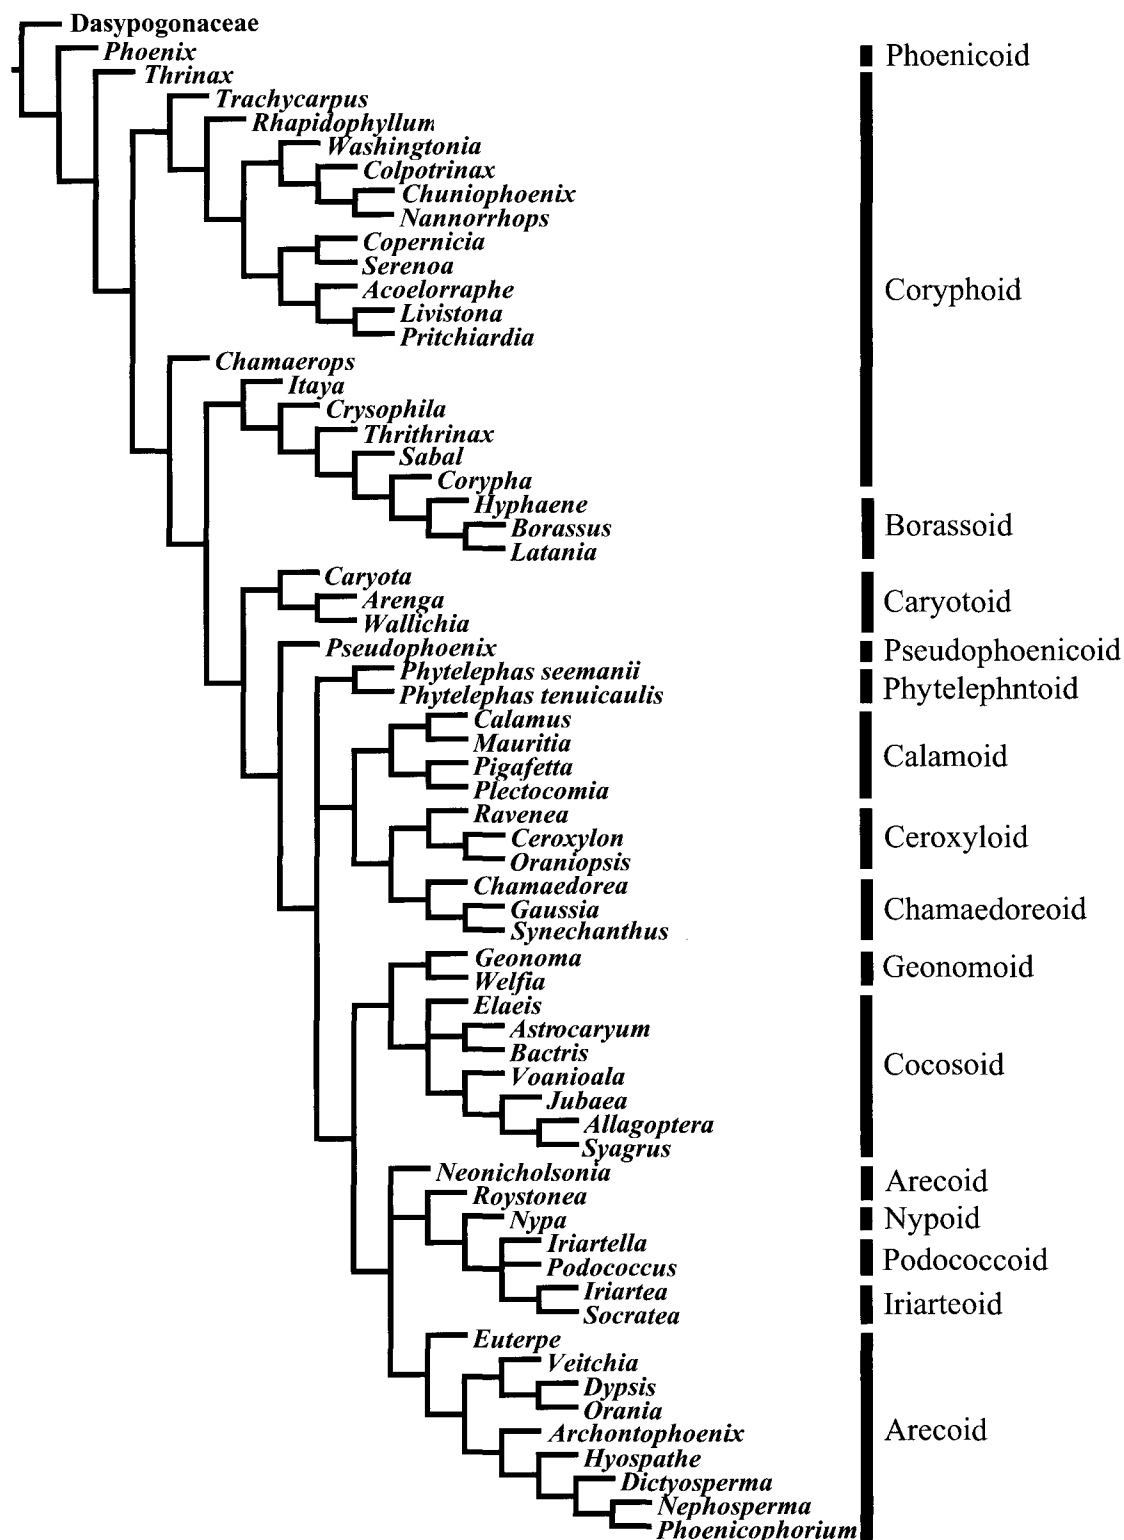 Dasypogonaceae
Phoenix
Phoenicoid
Thrinax
Trachycarpus
Rhapidophyllum
Washingtonia
Colpotrinax
Chuniophoenix
Nannorrhops
Copernicia
Serenoa
Acoelorraphe
Coryphoid
Livistona
Pritchiardia
Chamaerops
Itaya
Crysophila
Thrithrinax
Sabal
Corypha
Hyphaene
Borassus
Borassoid
Latania
Caryota
Arenga
Caryotoid
Wallichia
Pseudophoenix
Pseudophoenicoid
Phytelephas seemanii
Phytelephntoid
Phytelephas tenuicaulis
Calamus
Mauritia
Calamoid
Pigafetta
Plectocomia
Ravenea
Ceroxylon
Ceroxyloid
Oraniopsis
Chamaedorea
Gaussia
Chamaedoreoid
Synechanthus
Geonoma
Geonomoid
Welfia
Elaeis
Astrocaryum
Bactris
Cocosoid
Voanioala
Jubaea
Allagoptera
Syagrus
Neonicholsonia
Arecoid
Roystonea
Nypa
Nypoid
Iriartella
Podococcoid
Podococcus
Iriartea
Iriarteoid
Socratea
Euterpe
Veitchia
Dypsis
Orania
Arecoid
Archontophoenix
Hyospathe
Dictyosperma
Nephosperma
Phoenicophorium